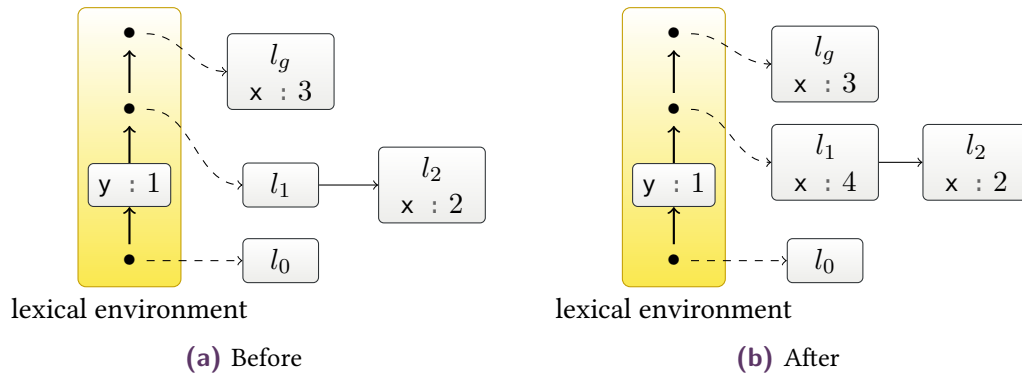 l_g
x : 3
l_1
l_2
x : 2
y : 1
l_0
lexical environment
(a) Before
l_g
x : 3
l_1
x : 4
l_2
x : 2
y : 1
l_0
lexical environment
(b) After